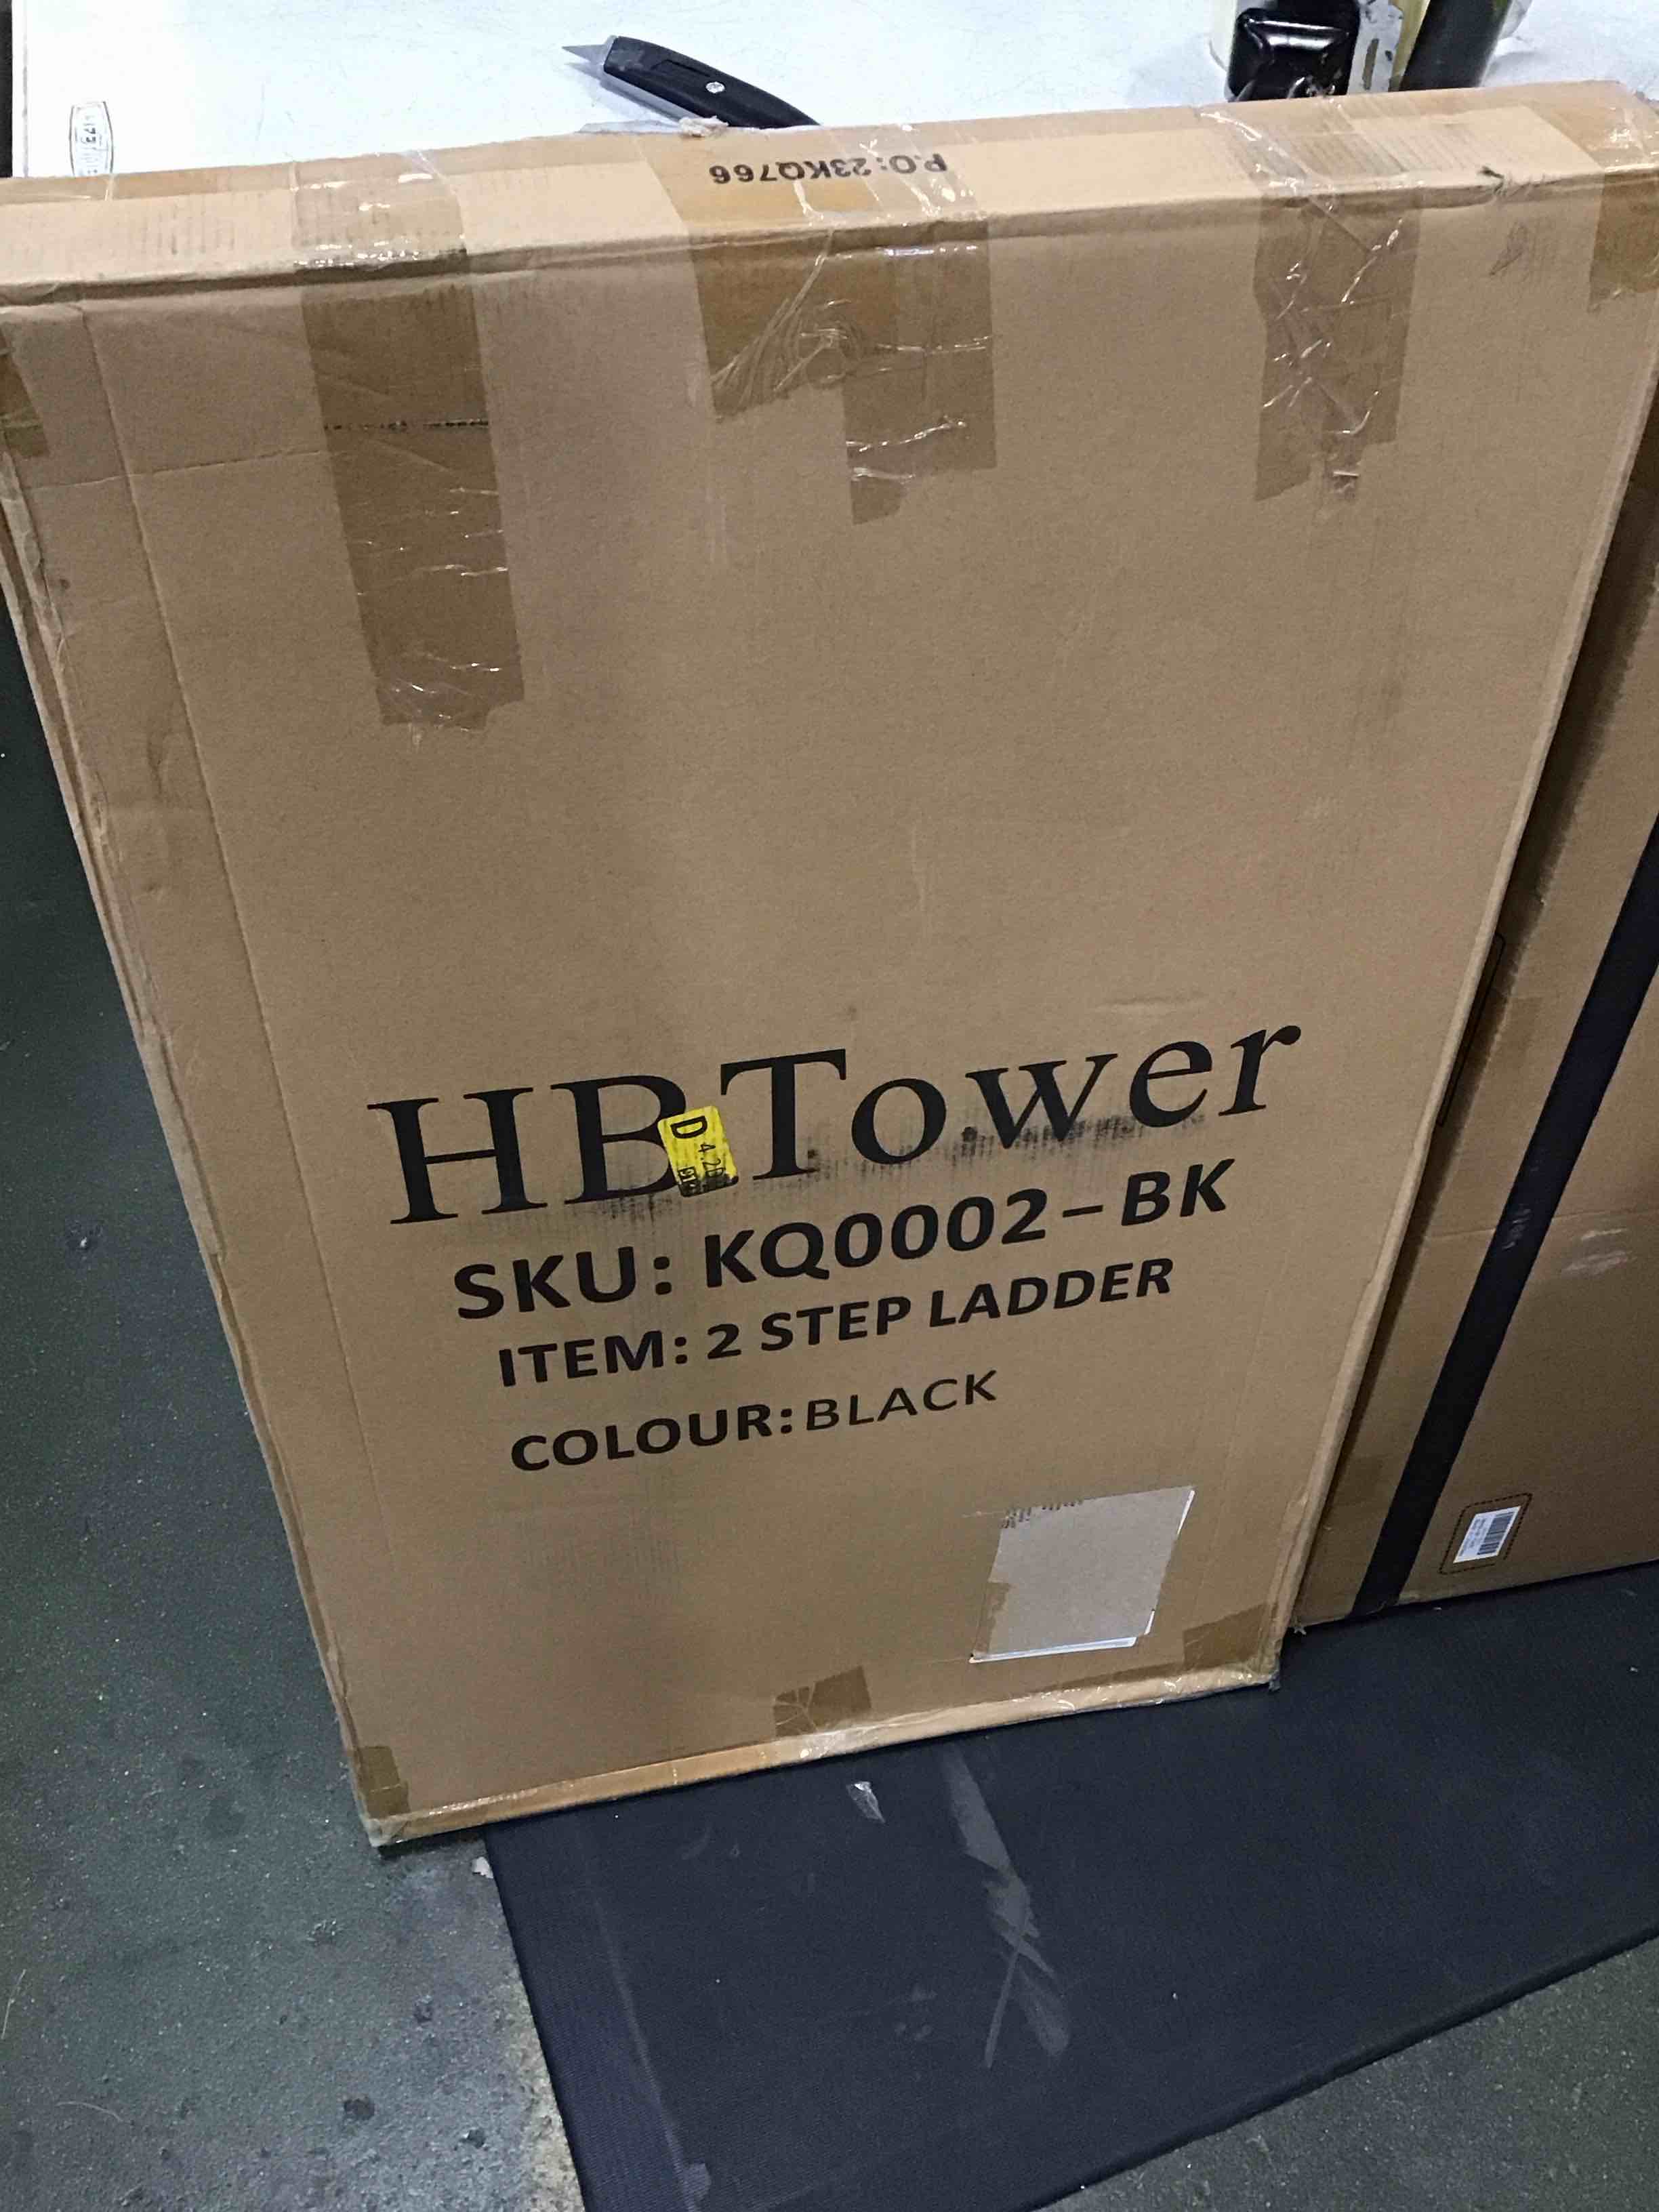 P.O:23KQ766
HBTower
D
SKU: KQ0002-BK
ITEM: 2 STEP LADDER
COLOUR:BLACK